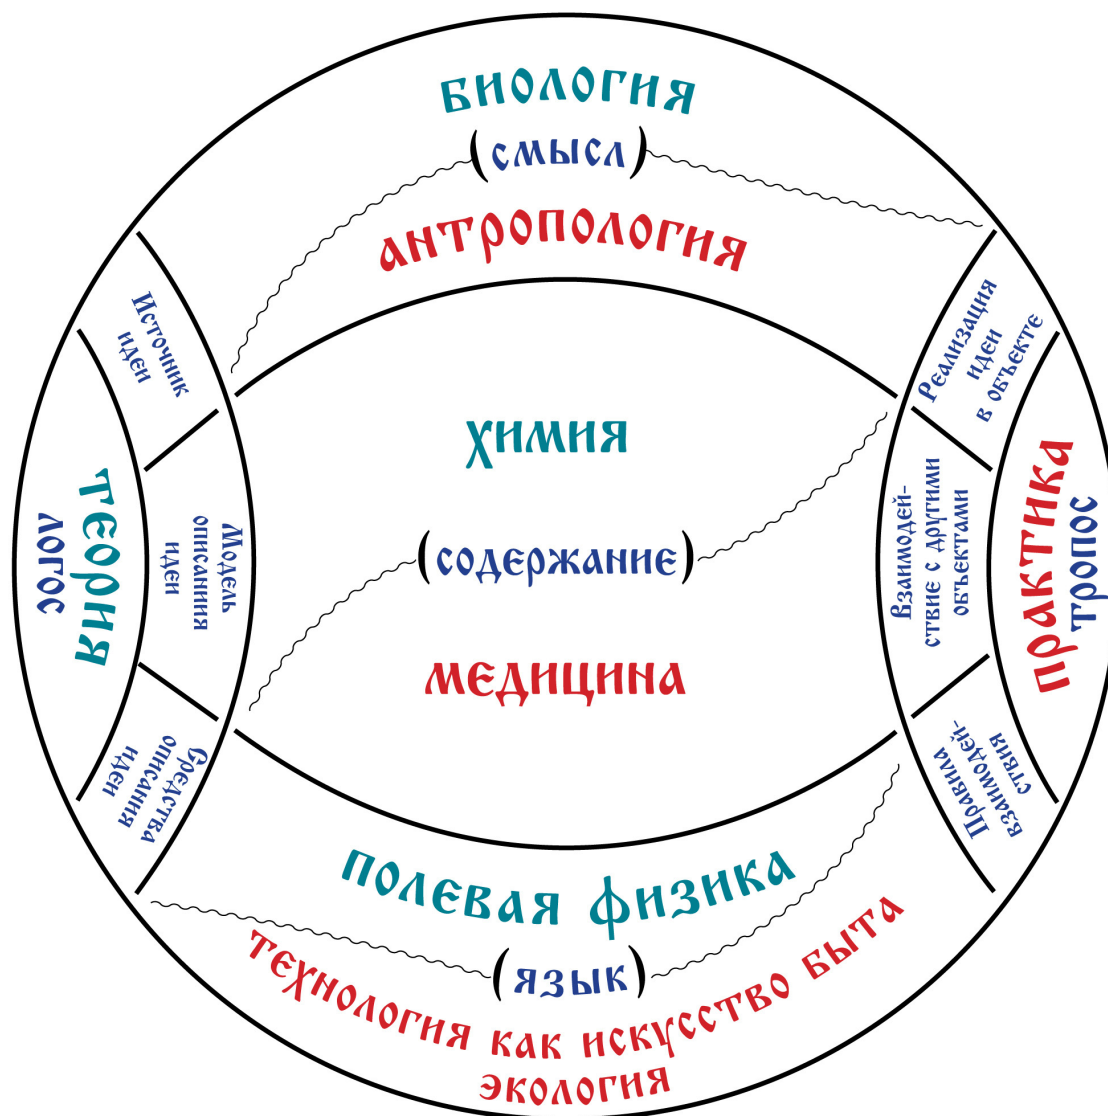 БИОЛОГИЯ
(СМЫСЛ)
АНТРОПОЛОГИЯ
Источник
идеи
Реализация
идеи
в объекте
ХИМИЯ
ТЕОРИЯ
ЛОГОС
Модель
описаниия
идеи
(СОДЕРЖАНИЕ)
Взаимодей-
ствие с другими
объектами
ПРАКТИКА
ТРОПОС
МЕДИЦИНА
Средства
описания
идеи
Правила
взаимодей-
ствия
ПОЛЕВАЯ ФИЗИКА
(ЯЗЫК)
ТЕХНОЛОГИЯ КАК ИСКУССТВО БЫТА
ЭКОЛОГИЯ